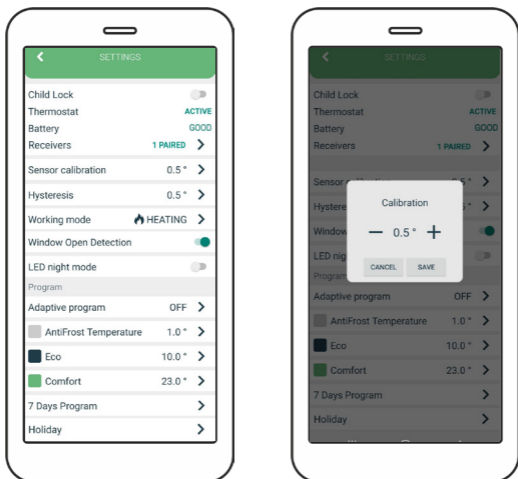 SETTINGS
Child Lock
Thermostat ACTIVE
Battery GOOD
Receivers 1 PAIRED
Sensor calibration 0.5 °
Hysteresis 0.5 °
Working mode HEATING
Window Open Detection
LED night mode
Program
Adaptive program OFF
AntiFrost Temperature 1.0 °
Eco 10.0 °
Comfort 23.0 °
7 Days Program
Holiday
SETTINGS
Child Lock
Thermostat ACTIVE
Battery GOOD
Receivers 1 PAIRED
Calibration
− 0.5 ° +
CANCEL SAVE
Program
Adaptive program OFF
AntiFrost Temperature 1.0 °
Eco 10.0 °
Comfort 23.0 °
7 Days Program
Holiday